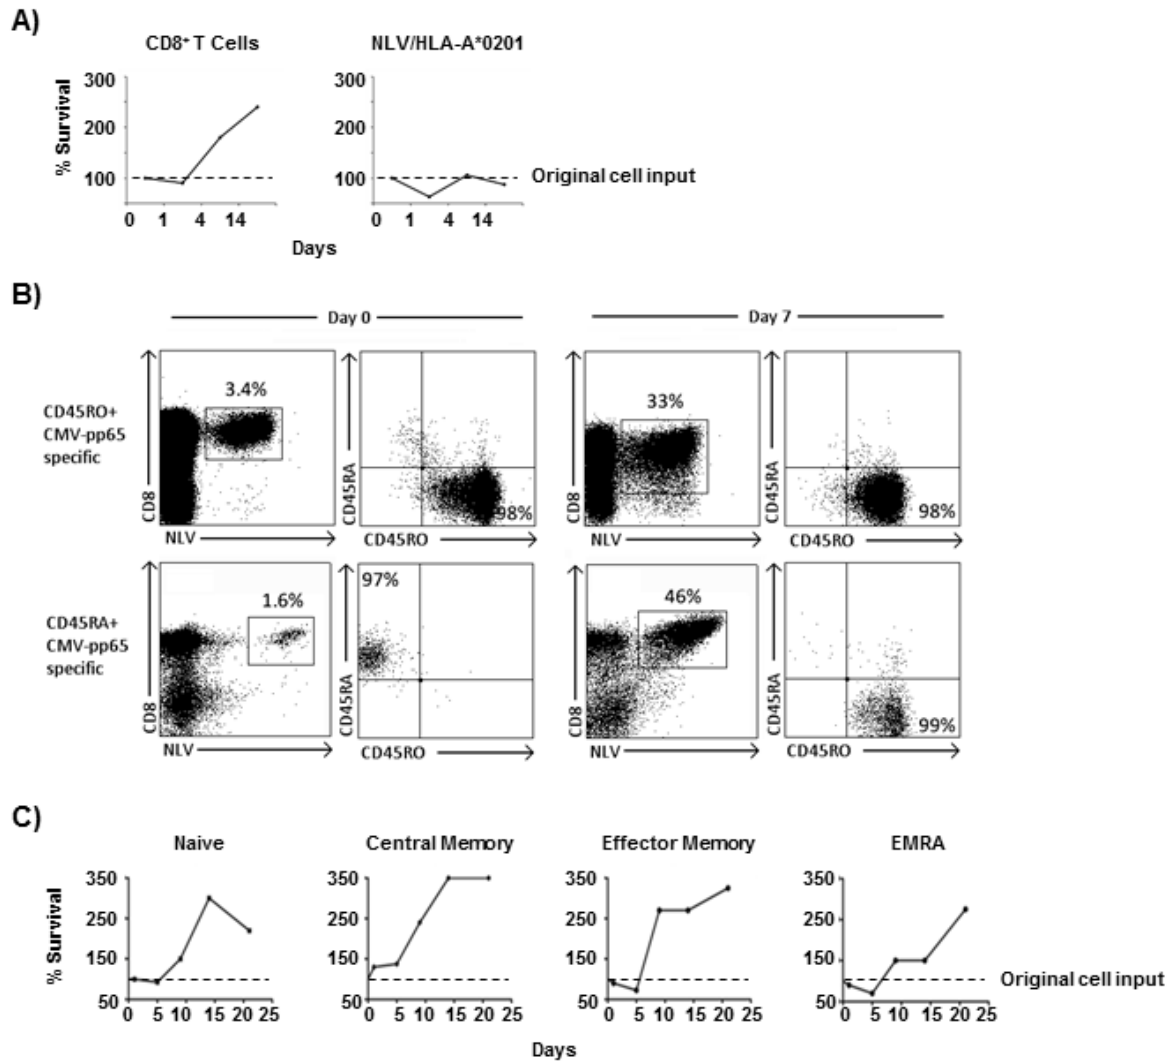 A)
CD8+ T Cells
NLV/HLA-A*0201
% Survival
300
200
100
0 1 4 14
300
200
100
0 1 4 14
Original cell input
Days
B)
Day 0
Day 7
CD45RO+
CMV-pp65
specific
CD8
NLV
3.4%
CD45RA
CD45RO
98%
CD8
NLV
33%
CD45RA
CD45RO
98%
CD45RA+
CMV-pp65
specific
CD8
NLV
1.6%
CD45RA
CD45RO
97%
CD8
NLV
46%
CD45RA
CD45RO
99%
C)
Naive
Central Memory
Effector Memory
EMRA
% Survival
350
250
150
50
0 5 10 15 20 25
350
250
150
50
0 5 10 15 20 25
350
250
150
50
0 5 10 15 20 25
350
250
150
50
0 5 10 15 20 25
Original cell input
Days